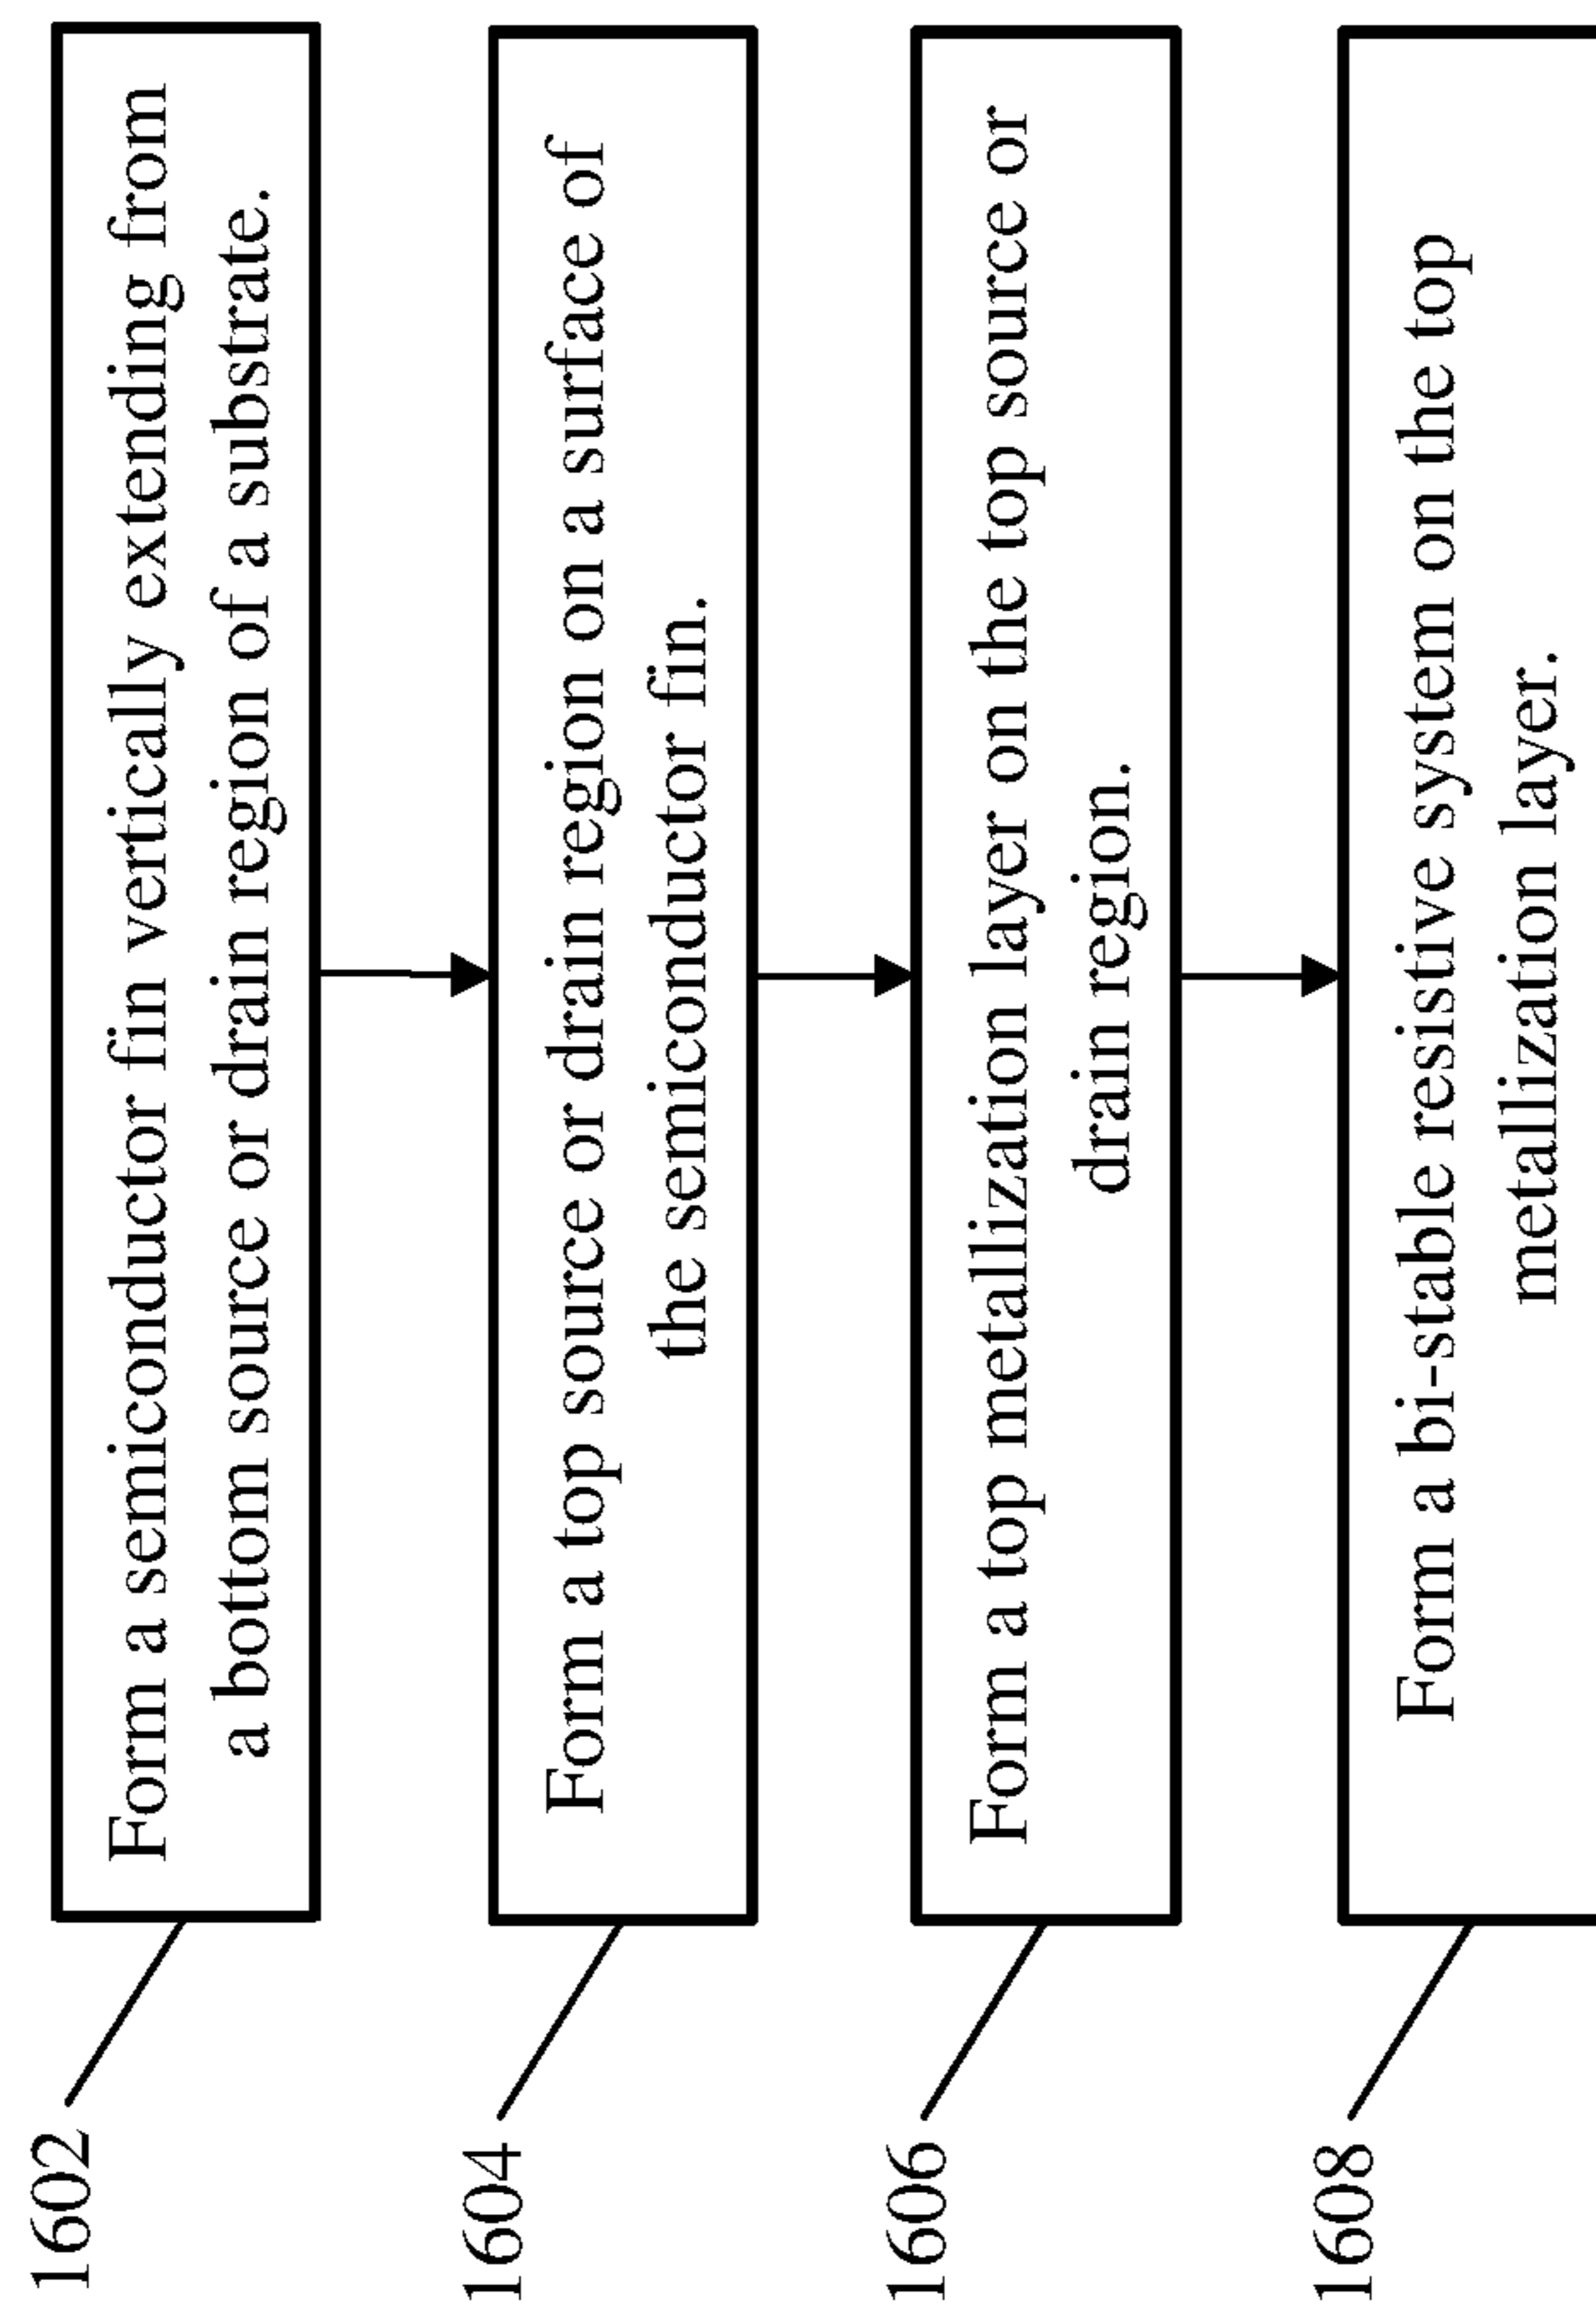 1602
Form a semiconductor fin vertically extending from
a bottom source or drain region of a substrate.
1604
Form a top source or drain region on a surface of
the semiconductor fin.
1606
Form a top metallization layer on the top source or
drain region.
1608
Form a bi-stable resistive system on the top
metallization layer.